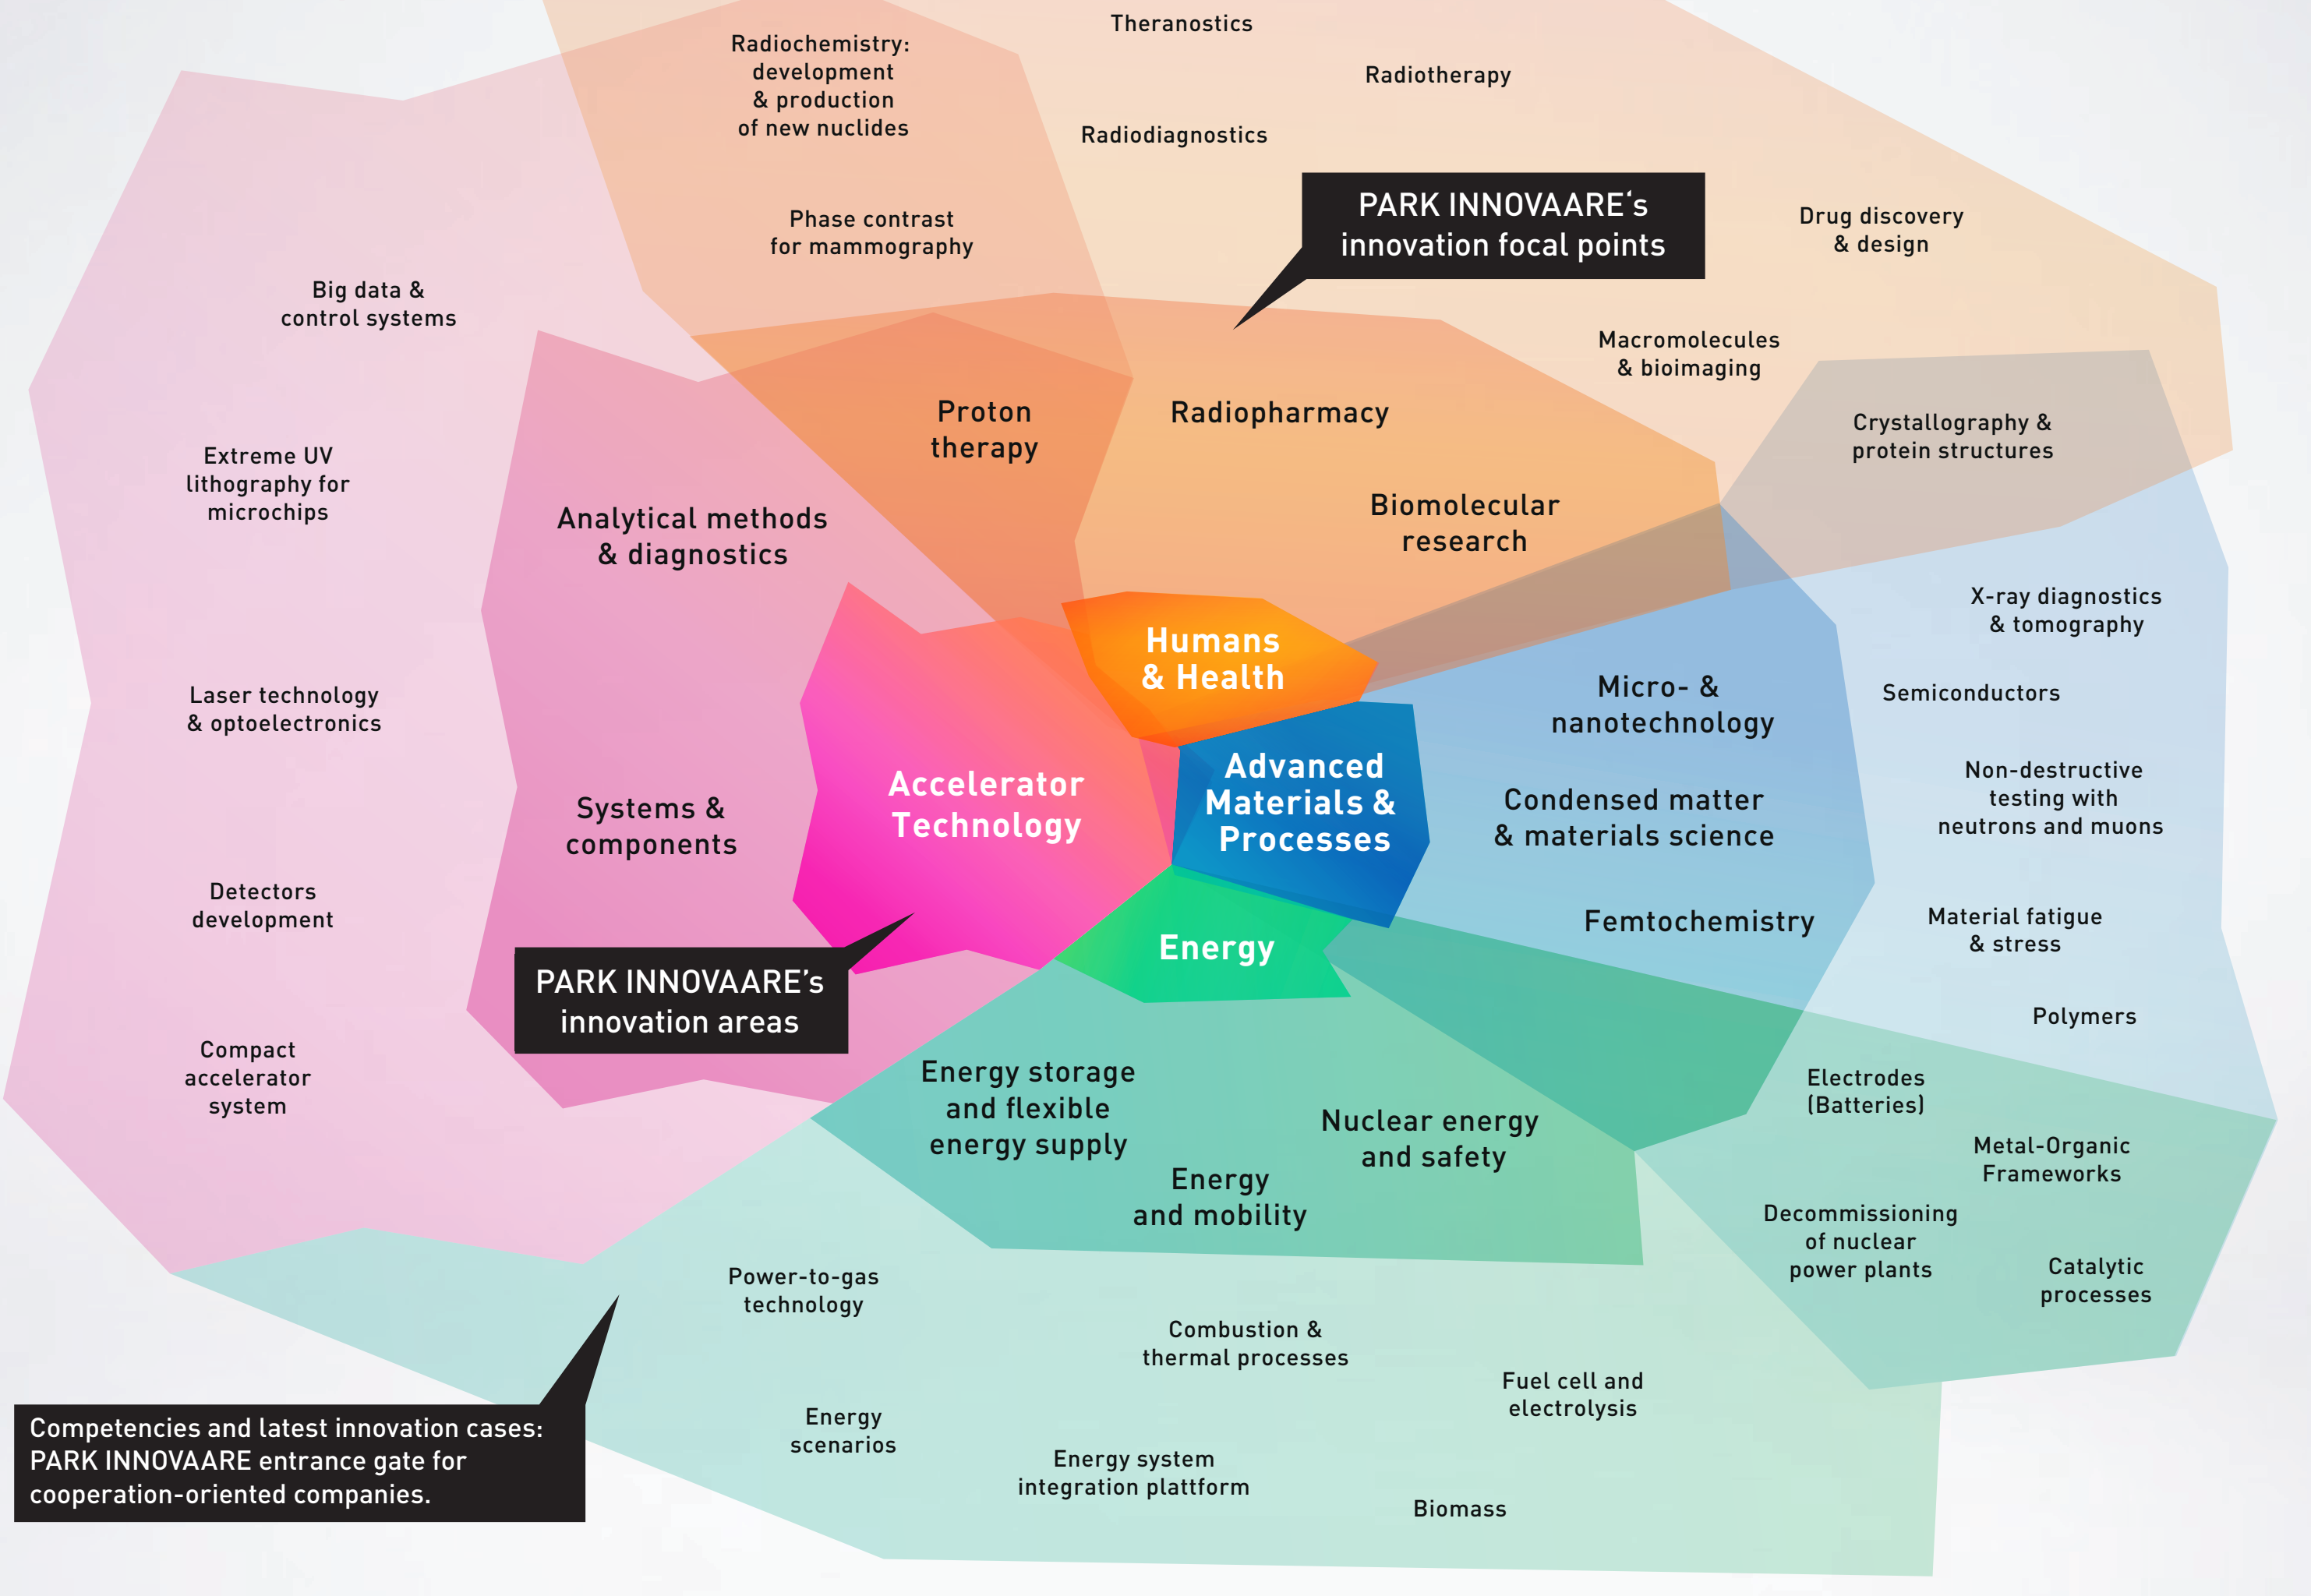 Theranostics
Radiochemistry:
development
& production
of new nuclides
Radiotherapy
Radiodiagnostics
Phase contrast
for mammography
PARK INNOVAARE‘s
innovation focal points
Drug discovery
& design
Big data &
control systems
Macromolecules
& bioimaging
Proton
therapy
Radiopharmacy
Crystallography &
protein structures
Extreme UV
lithography for
microchips
Analytical methods
& diagnostics
Biomolecular
research
X-ray diagnostics
& tomography
Humans
& Health
Laser technology
& optoelectronics
Micro- &
nanotechnology
Semiconductors
Advanced
Materials &
Processes
Accelerator
Technology
Systems &
components
Condensed matter
& materials science
Non-destructive
testing with
neutrons and muons
Detectors
development
Energy
Femtochemistry
Material fatigue
& stress
PARK INNOVAARE’s
innovation areas
Polymers
Compact
accelerator
system
Energy storage
and flexible
energy supply
Nuclear energy
and safety
Electrodes
(Batteries)
Energy
and mobility
Metal-Organic
Frameworks
Decommissioning
of nuclear
power plants
Catalytic
processes
Power-to-gas
technology
Combustion &
thermal processes
Fuel cell and
electrolysis
Energy
scenarios
Energy system
integration plattform
Biomass
Competencies and latest innovation cases:
PARK INNOVAARE entrance gate for
cooperation-oriented companies.